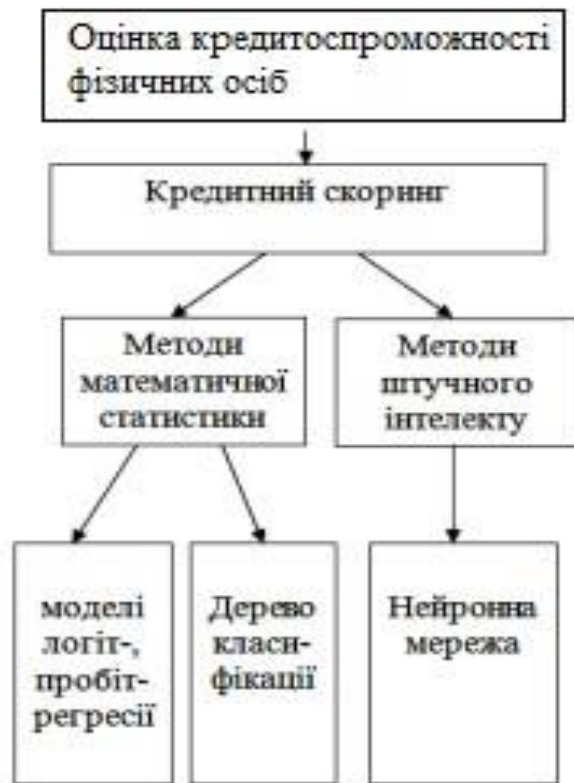 Оцінка кредитоспроможності
фізичних осіб
Кредитний скоринг
Методи
математичної
статистики
Методи
штучного
інтелекту
моделі
логіт-,
пробіт-
регресії
Дерево
класи-
фікації
Нейронна
мережа